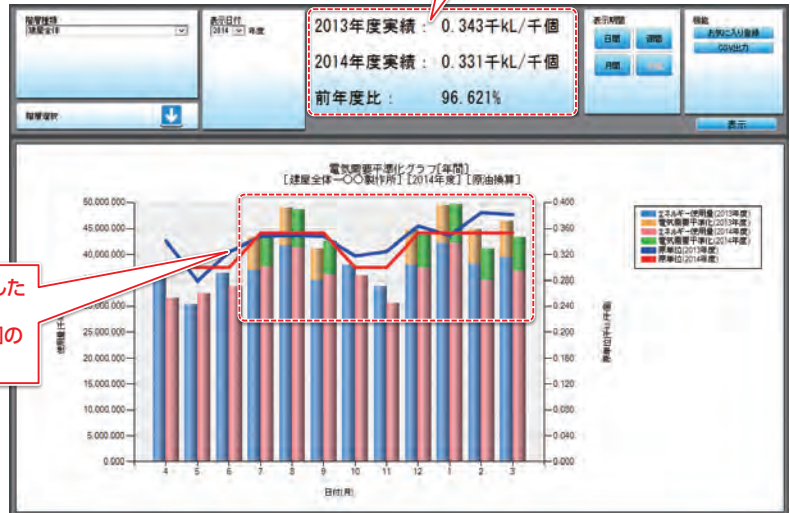 階層種類
建屋全体
階層選択
表示日付
2014 年度
2013年度実績： 0.343千kL/千個
2014年度実績： 0.331千kL/千個
前年度比： 96.621%
表示期間
日間
週間
月間
機能
お気に入り登録
CSV出力
表示
電気需要平準化グラフ[年間]
[建屋全体－〇〇製作所] [2014年度] [原油換算]
50,000.000
45,000.000
40,000.000
25,000.000
20,000.000
15,000.000
10,000.000
5,000.000
0.000
0.400
0.360
0.320
0.280
0.240
0.200
0.160
0.120
0.080
0.040
0.000
原単位(千kL/千個)
4 5 6 7 8 9 10 11 12 1 2 3
日付(月)
エネルギー使用量(2013年度)
電気需要平準化(2013年度)
エネルギー使用量(2014年度)
電気需要平準化(2014年度)
原単位(2013年度)
原単位(2014年度)
した
の